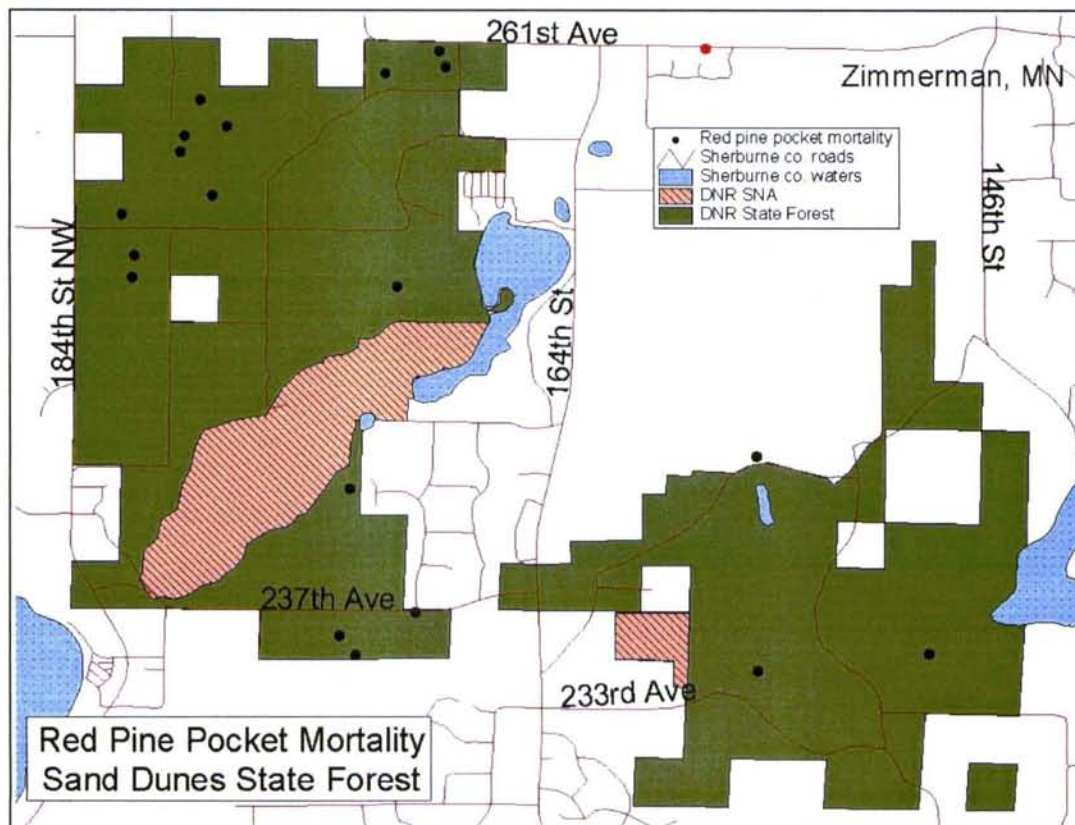 261st Ave
Zimmerman, MN
Red pine pocket mortality
Sherburne co. roads
Sherburne co. waters
DNR SNA
DNR State Forest
146th St
184th St NW
164th St
237th Ave
233rd Ave
Red Pine Pocket Mortality
Sand Dunes State Forest